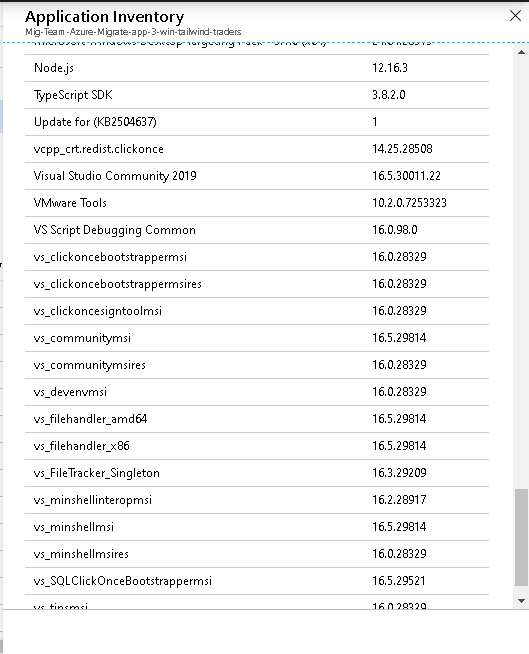 Application Inventory
Mig-Team-Azure-Migrate-app-3-win-tailwind-traders
Node.js 12.16.3
TypeScript SDK 3.8.2.0
Update for (KB2504637) 1
vcpp_crt.redist.clickonce 14.25.28508
Visual Studio Community 2019 16.5.30011.22
VMware Tools 10.2.0.7253323
VS Script Debugging Common 16.0.98.0
vs_clickoncebootstrappermsi 16.0.28329
vs_clickoncebootstrappermsires 16.0.28329
vs_clickoncesigntoolmsi 16.0.28329
vs_communitymsi 16.5.29814
vs_communitymsires 16.0.28329
vs_devenvmsi 16.0.28329
vs_filehandler_amd64 16.5.29814
vs_filehandler_x86 16.5.29814
vs_FileTracker_Singleton 16.3.29209
vs_minshellinteropmsi 16.2.28917
vs_minshellmsi 16.5.29814
vs_minshellmsires 16.0.28329
vs_SQLClickOnceBootstrappermsi 16.5.29521
vs_tipsmsi 16.0.28329